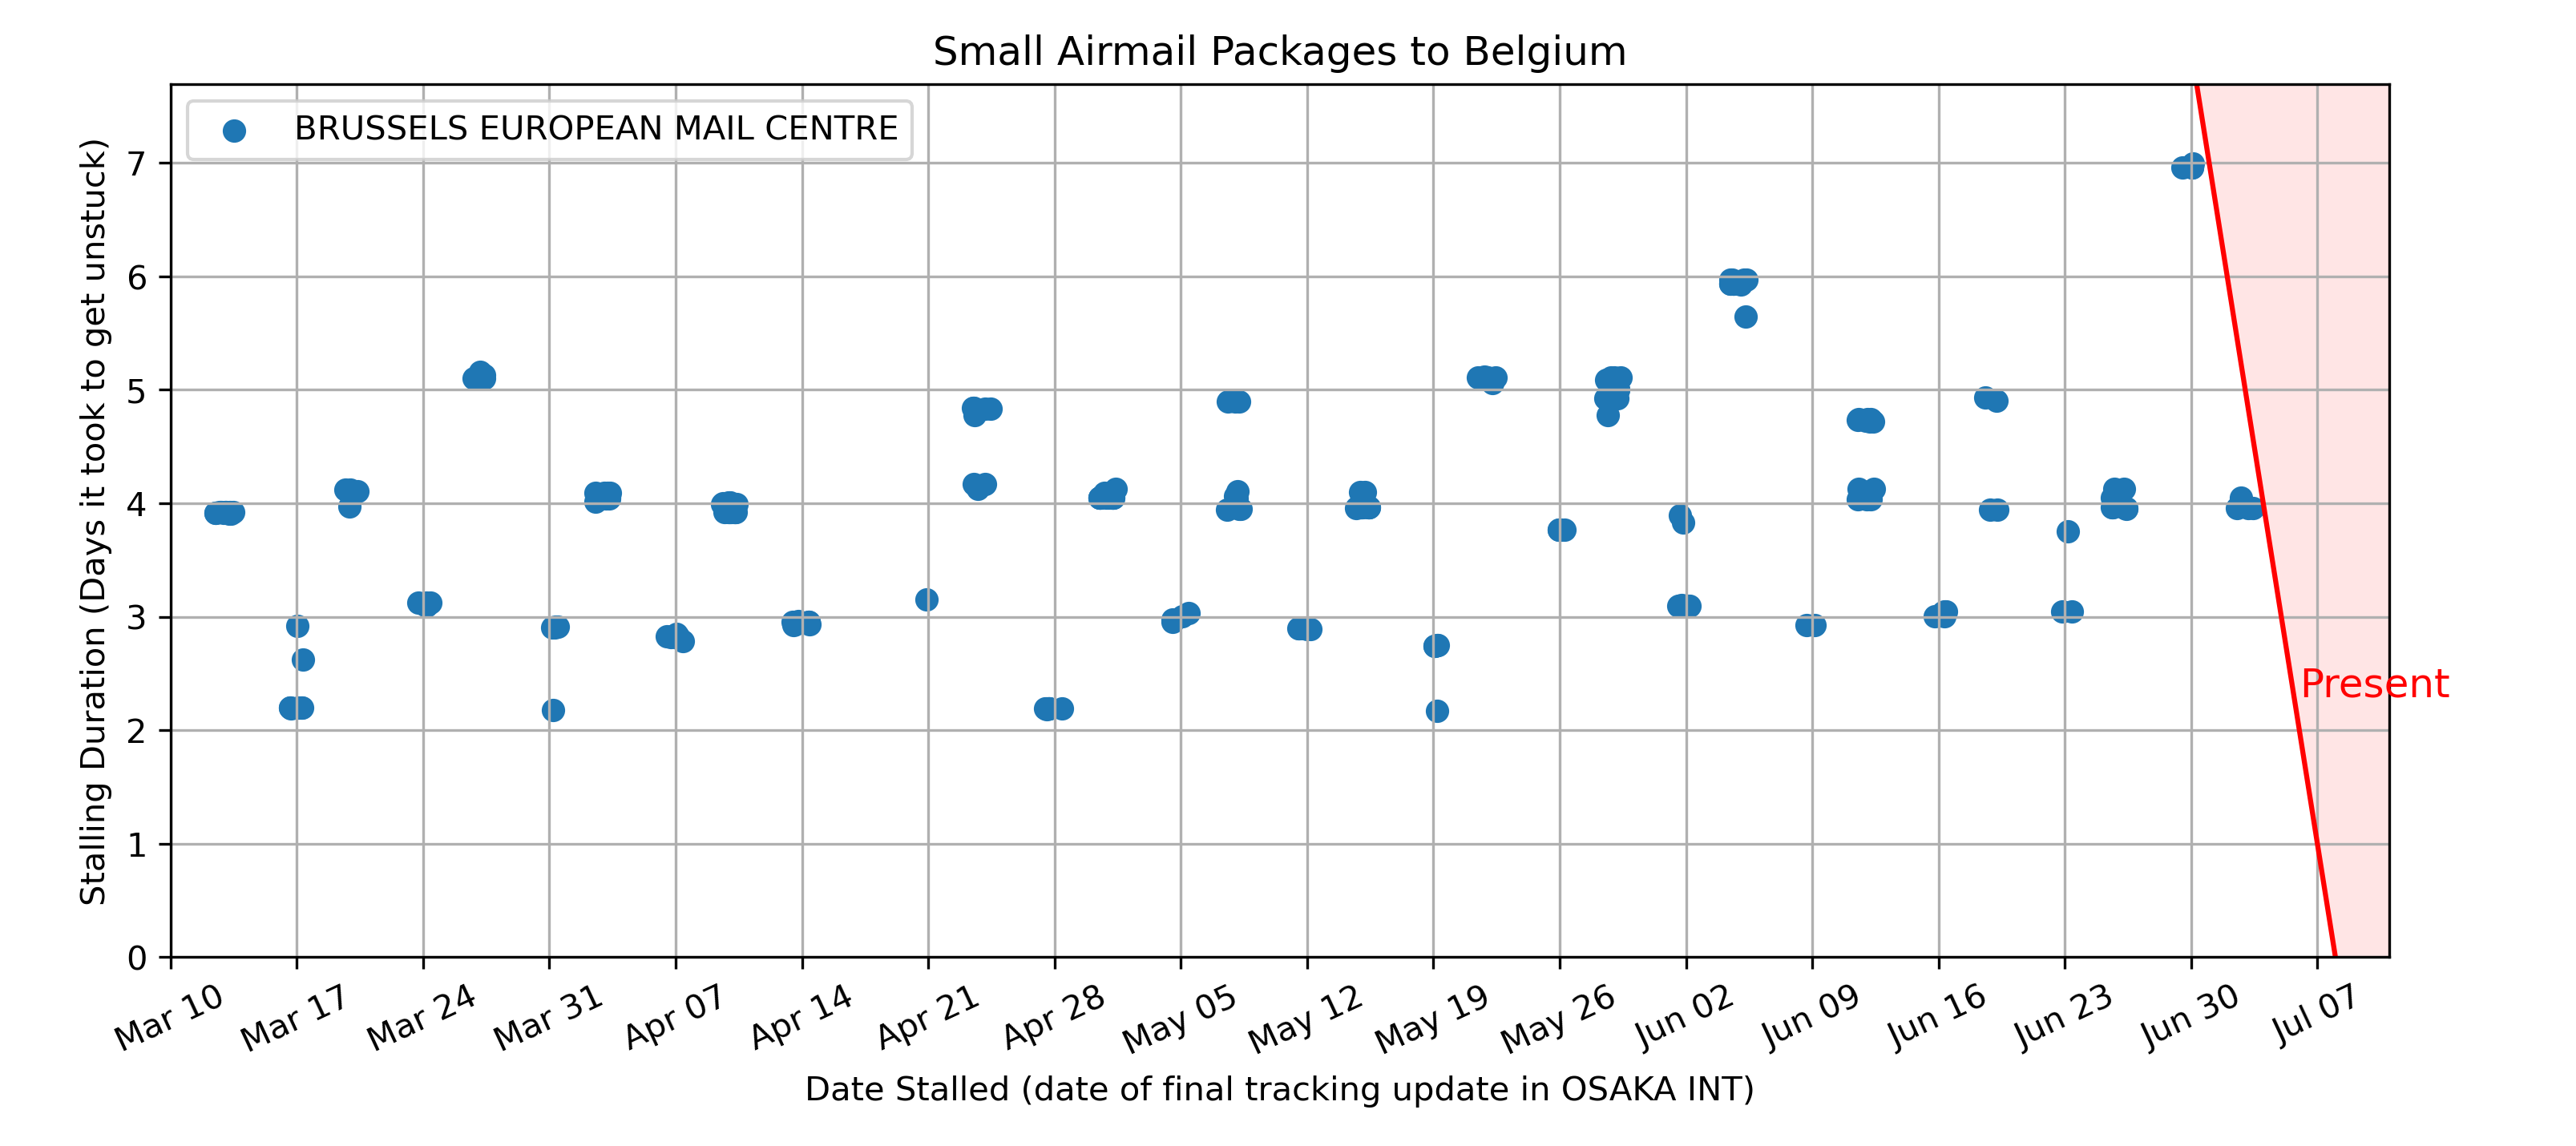 Small Airmail Packages to Belgium
BRUSSELS EUROPEAN MAIL CENTRE
Stalling Duration (Days it took to get unstuck)
7
6
5
4
3
2
1
0
Present
Mar 10
Mar 17
Mar 24
Mar 31
Apr 07
Apr 14
Apr 21
Apr 28
May 05
May 12
May 19
May 26
Jun 02
Jun 09
Jun 16
Jun 23
Jun 30
Jul 07
Date Stalled (date of final tracking update in OSAKA INT)